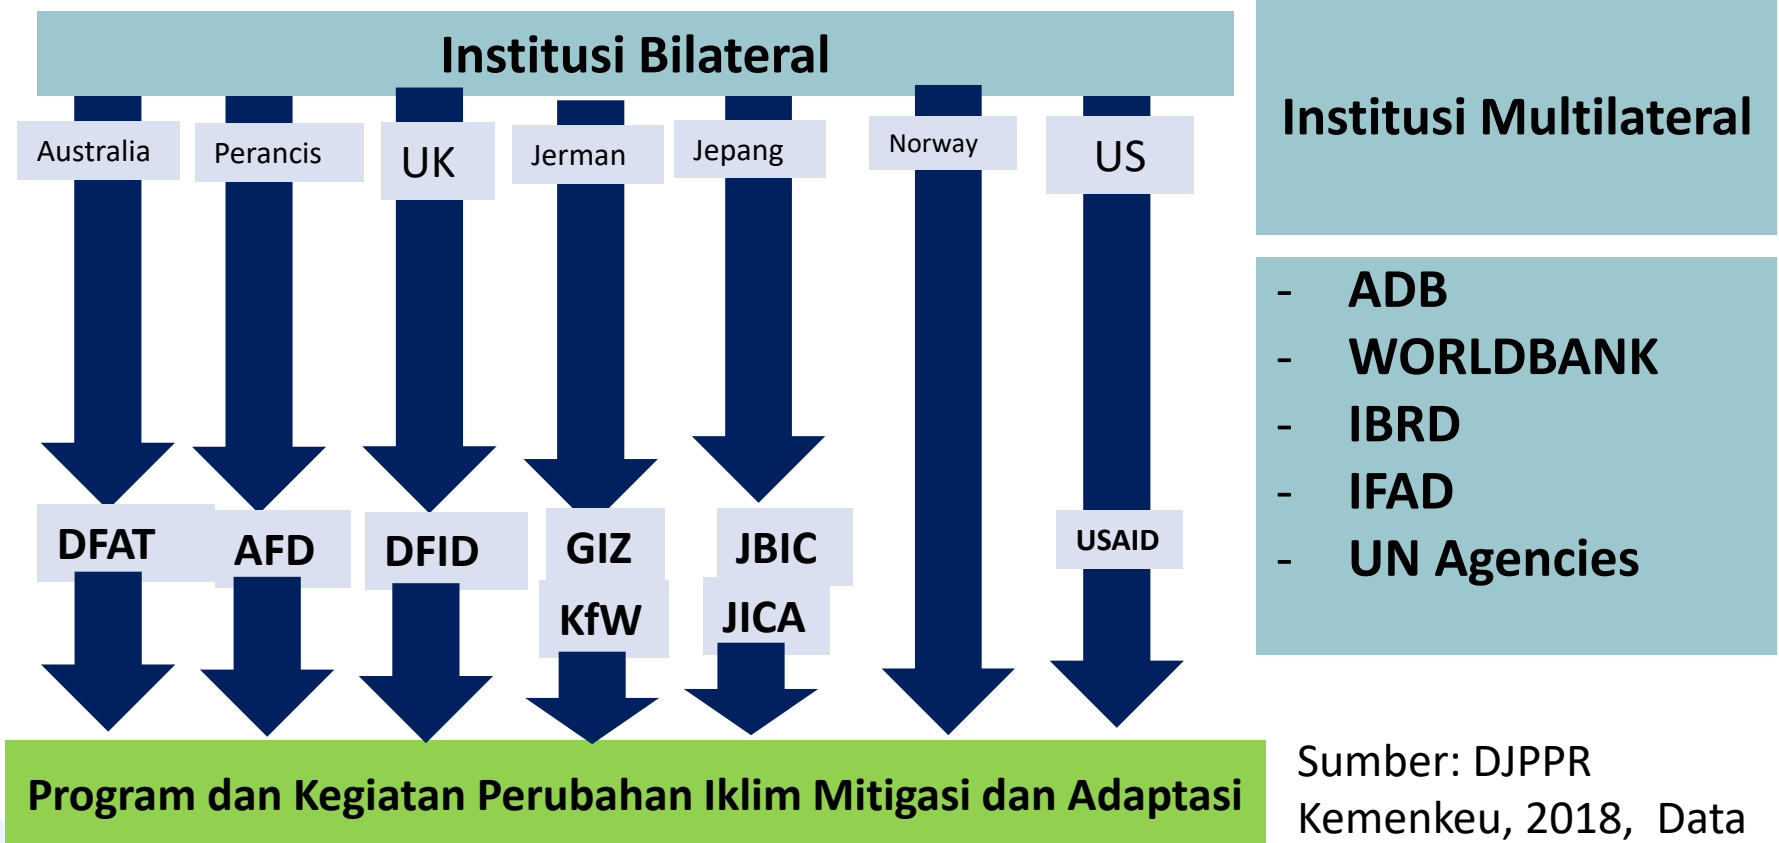 Institusi Bilateral
Australia
Perancis
UK
Jerman
Jepang
Norway
US
DFAT
AFD
DFID
GIZ
JBIC
USAID
KfW
JICA
Program dan Kegiatan Perubahan Iklim Mitigasi dan Adaptasi
Institusi Multilateral
- ADB
- WORLDBANK
- IBRD
- IFAD
- UN Agencies
Sumber: DJPPR
Kemenkeu, 2018, Data